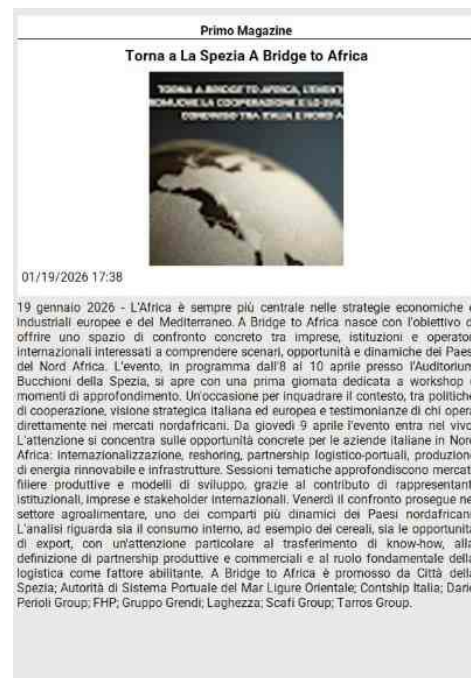 Primo Magazine
Torna a La Spezia A Bridge to Africa
TORNA A BRIDGE TO AFRICA, L'EVENT
PROMUOVE LA COOPERAZIONE E LO SVIL
CONDIVISO TRA ITALIA E NORD A
01/19/2026 17:38
19 gennaio 2026 - L'Africa è sempre più centrale nelle strategie economiche e
industriali europee e del Mediterraneo. A Bridge to Africa nasce con l'obiettivo d
offrire uno spazio di confronto concreto tra imprese, istituzioni e operator
internazionali interessati a comprendere scenari, opportunità e dinamiche dei Paes
del Nord Africa. L'evento, in programma dall'8 al 10 aprile presso l'Auditorium
Bucchioni della Spezia, si apre con una prima giornata dedicata a workshop e
momenti di approfondimento. Un'occasione per inquadrare il contesto, tra politiche
di cooperazione, visione strategica italiana ed europea e testimonianze di chi opera
direttamente nei mercati nordafricani. Da giovedì 9 aprile l'evento entra nel vivo.
L'attenzione si concentra sulle opportunità concrete per le aziende italiane in Nord
Africa: internazionalizzazione, reshoring, partnership logistico-portuali, produzione
di energia rinnovabile e infrastrutture. Sessioni tematiche approfondiscono mercati,
filiere produttive e modelli di sviluppo, grazie al contributo di rappresentant
istituzionali, imprese e stakeholder internazionali. Venerdì il confronto prosegue nel
settore agroalimentare, uno dei comparti più dinamici dei Paesi nordafrican
L'analisi riguarda sia il consumo interno, ad esempio dei cereali, sia le opportunità
di export, con un'attenzione particolare al trasferimento di know-how, alla
definizione di partnership produttive e commerciali e al ruolo fondamentale della
logistica come fattore abilitante. A Bridge to Africa è promosso da Città della
Spezia; Autorità di Sistema Portuale del Mar Ligure Orientale; Contship Italia; Dario
Perioli Group; FHP; Gruppo Grendi; Laghezza; Scafi Group; Tarros Group.